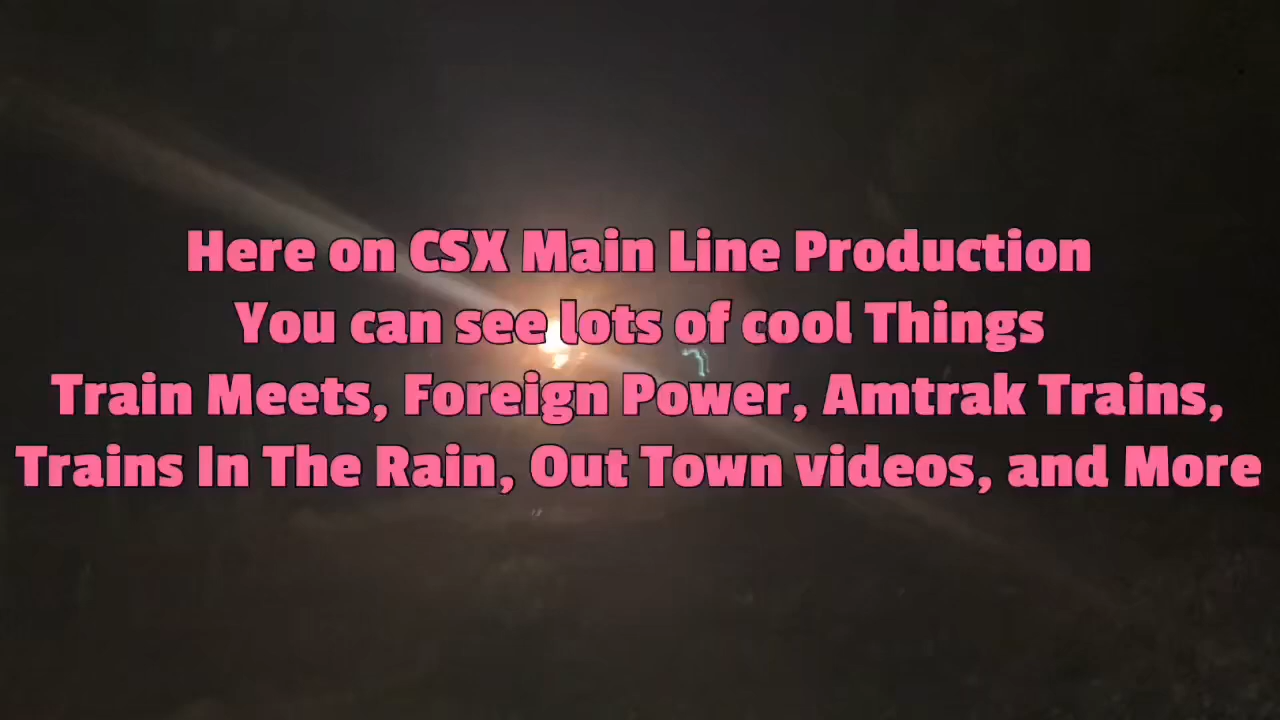 Here on CSX Main Line Production
You can see lots of cool Things
Train Meets, Foreign Power, Amtrak Trains,
Trains In The Rain, Out Town videos, and More